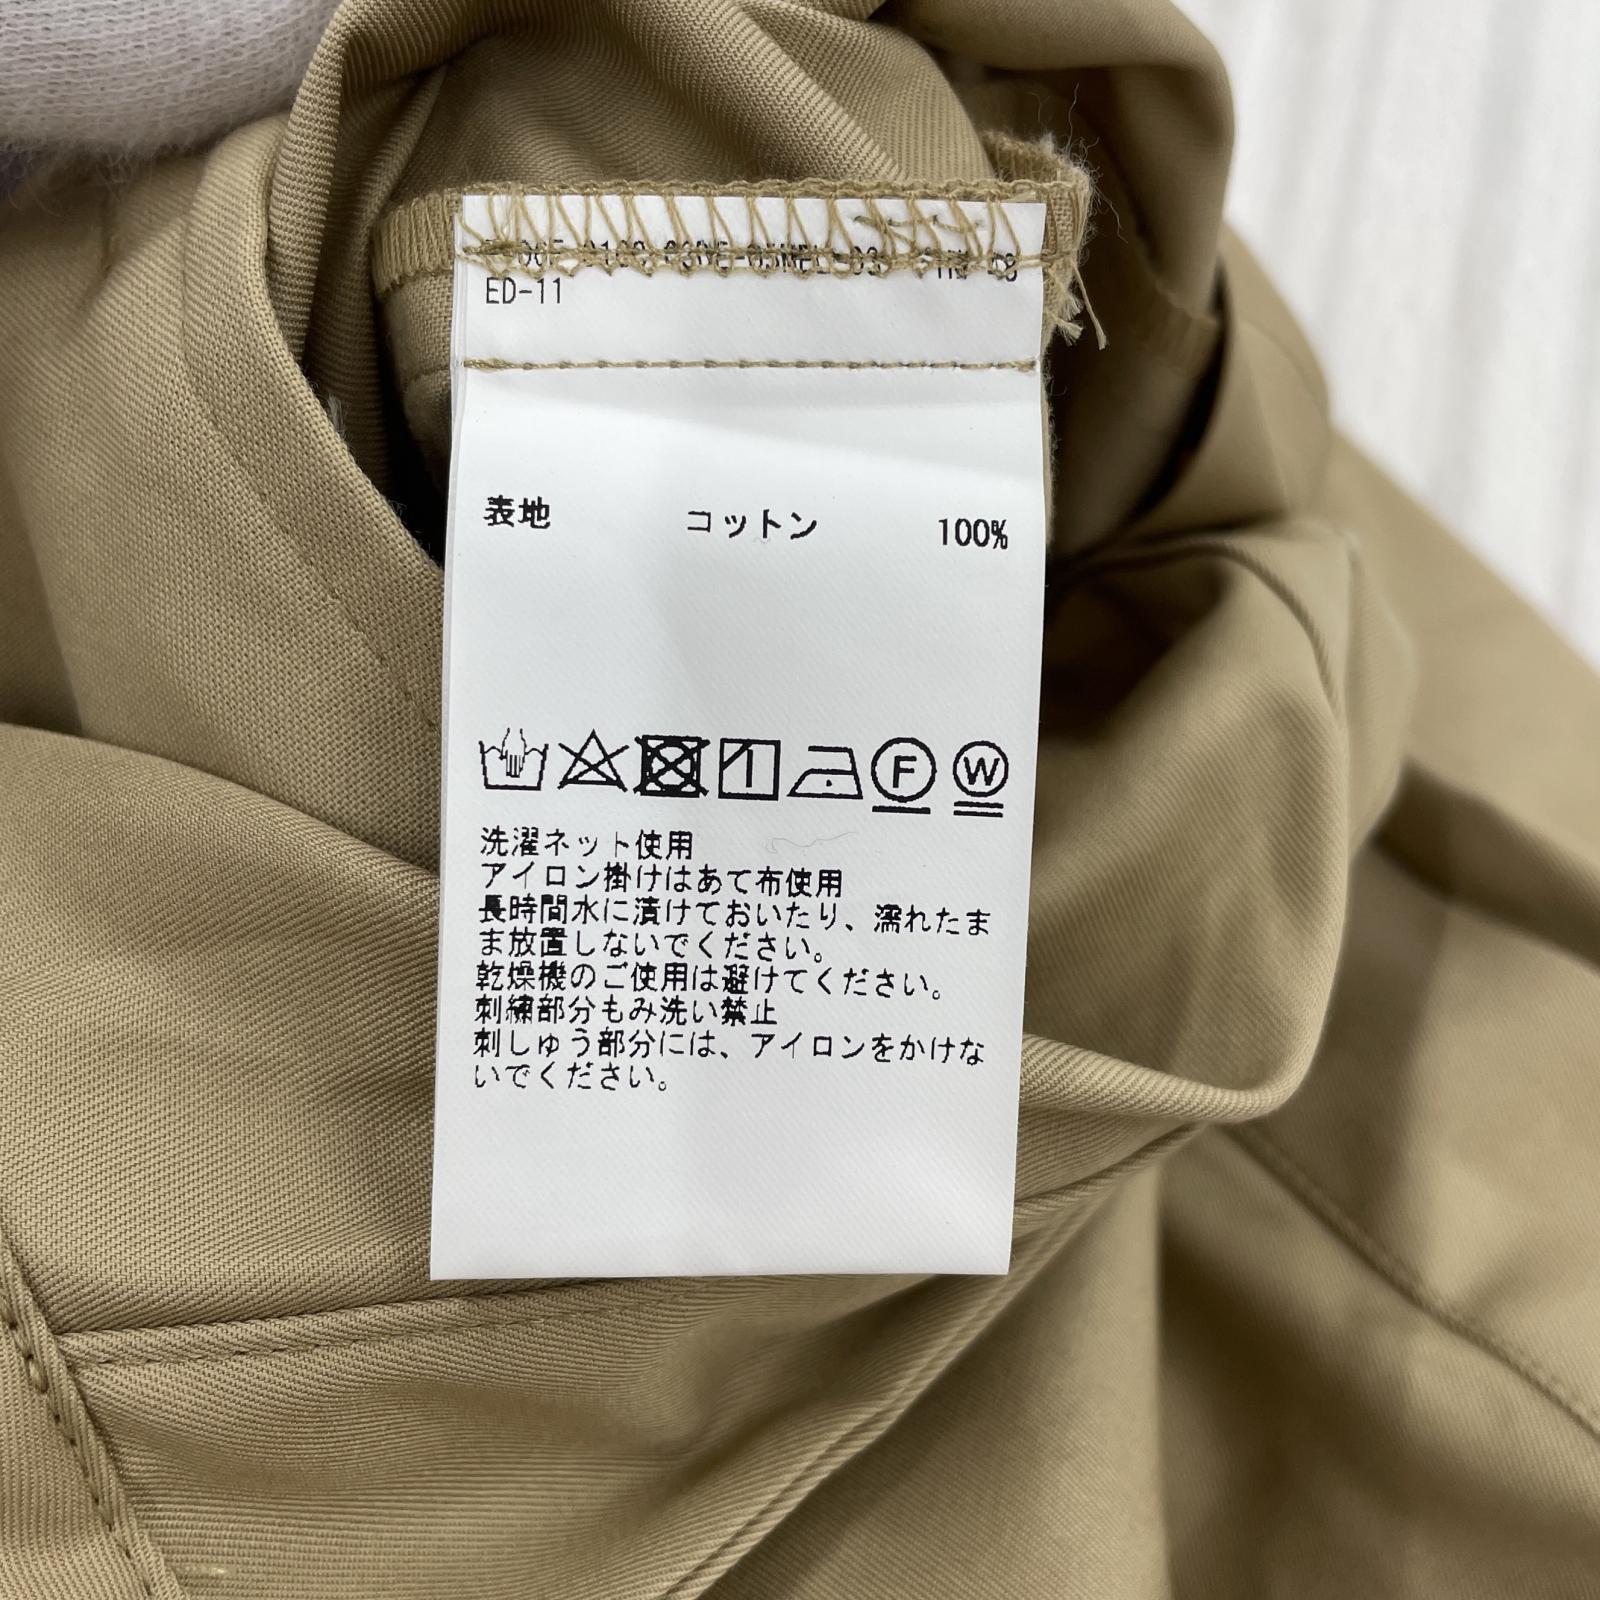 ED-11
表地 コットン 100%
F W
洗濯ネット使用
アイロン掛けはあて布使用
長時間水に漬けておいたり、濡れたま
ま放置しないでください。
乾燥機のご使用は避けてください。
刺繍部分もみ洗い禁止
刺しゅう部分には、アイロンをかけな
いでください。